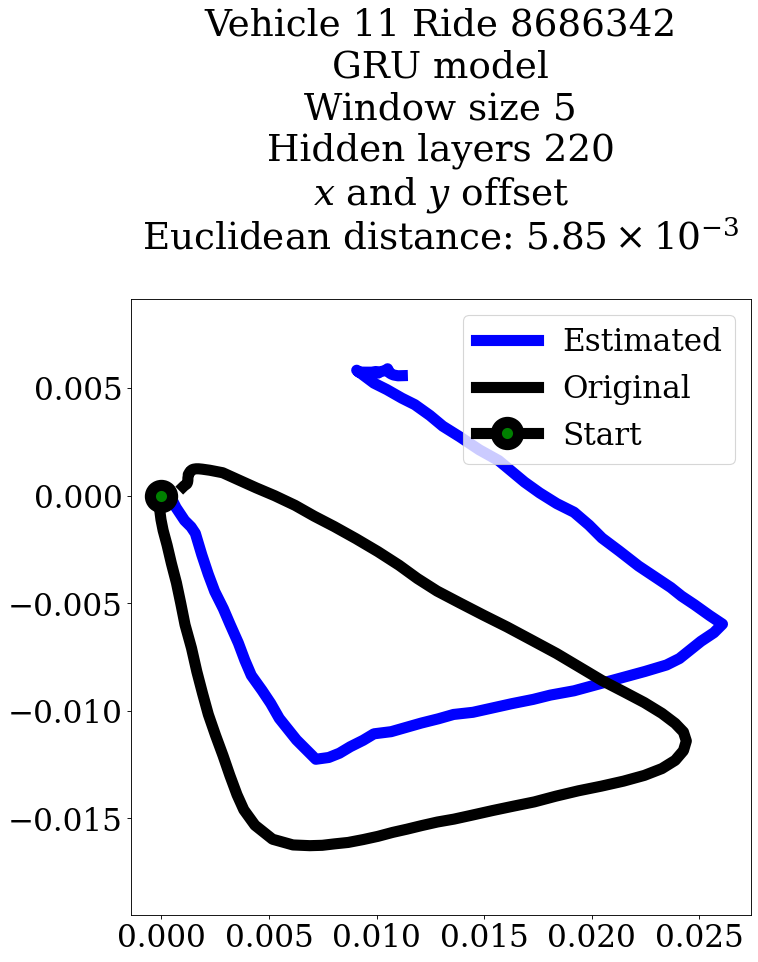 Vehicle 11 Ride 8686342
GRU model
Window size 5
Hidden layers 220
x and y offset
Euclidean distance: 5.85 × 10⁻³
Estimated
Original
Start
0.005
0.000
−0.005
−0.010
−0.015
0.000 0.005 0.010 0.015 0.020 0.025